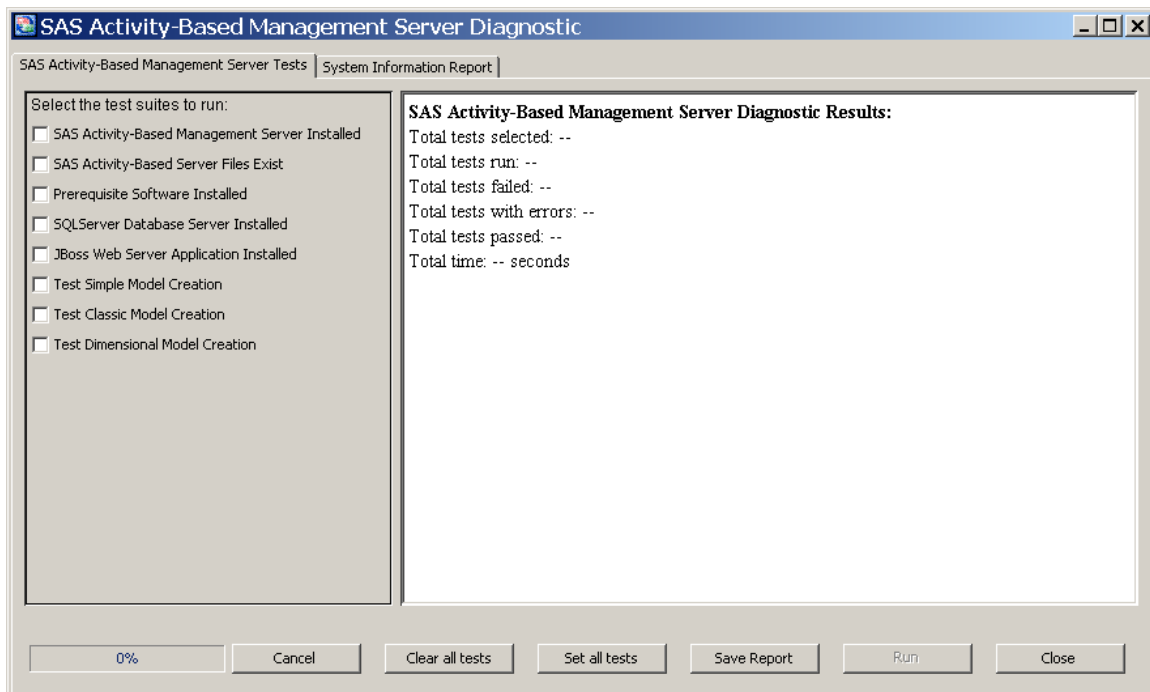 SAS Activity-Based Management Server Diagnostic
SAS Activity-Based Management Server Tests
System Information Report
Select the test suites to run:
SAS Activity-Based Management Server Installed
SAS Activity-Based Server Files Exist
Prerequisite Software Installed
SQLServer Database Server Installed
JBoss Web Server Application Installed
Test Simple Model Creation
Test Classic Model Creation
Test Dimensional Model Creation
SAS Activity-Based Management Server Diagnostic Results:
Total tests selected: --
Total tests run: --
Total tests failed: --
Total tests with errors: --
Total tests passed: --
Total time: -- seconds
0%
Cancel
Clear all tests
Set all tests
Save Report
Run
Close